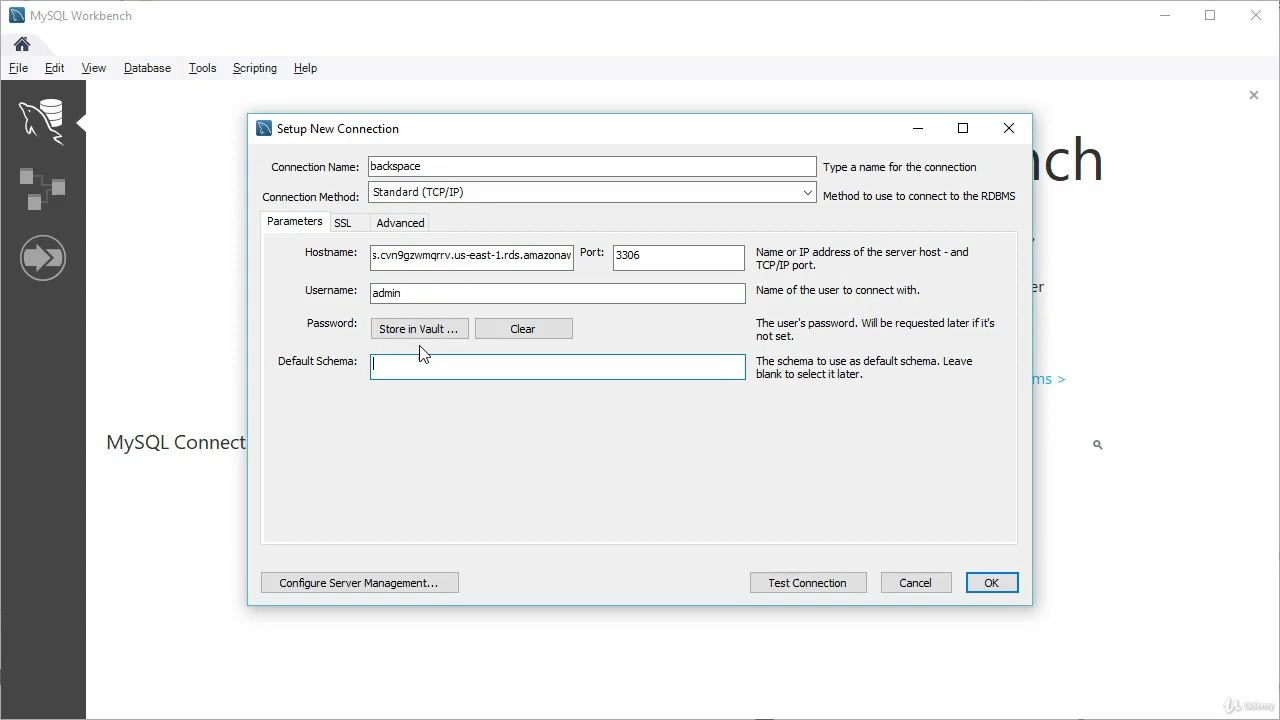 MySQL Workbench
File Edit View Database Tools Scripting Help
nch
Setup New Connection
Connection Name: backspace Type a name for the connection
Connection Method: Standard (TCP/IP) Method to use to connect to the RDBMS
Parameters SSL Advanced
Hostname: s.cvn9gzwmqrrv.us-east-1.rds.amazonaw Port: 3306 Name or IP address of the server host - and
TCP/IP port.
er
Username: admin Name of the user to connect with.
Password: Store in Vault ... Clear The user's password. Will be requested later if it's
not set.
Default Schema: The schema to use as default schema. Leave
blank to select it later.
ms >
MySQL Connect
Configure Server Management... Test Connection Cancel OK
Udemy